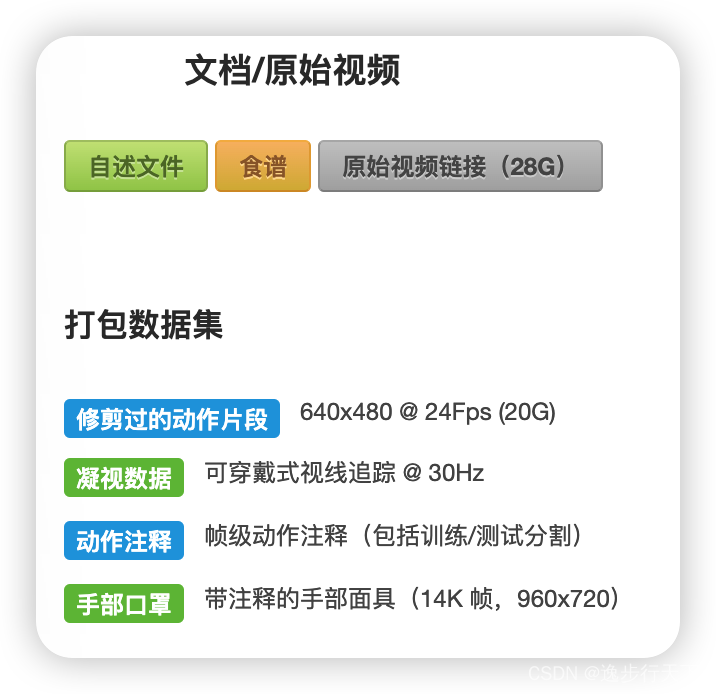 文档/原始视频
自述文件 食谱 原始视频链接（28G）
打包数据集
修剪过的动作片段 640x480 @ 24Fps (20G)
凝视数据 可穿戴式视线追踪 @ 30Hz
动作注释 帧级动作注释（包括训练/测试分割）
手部口罩 带注释的手部面具（14K 帧，960x720）
CSDN @逸步行天